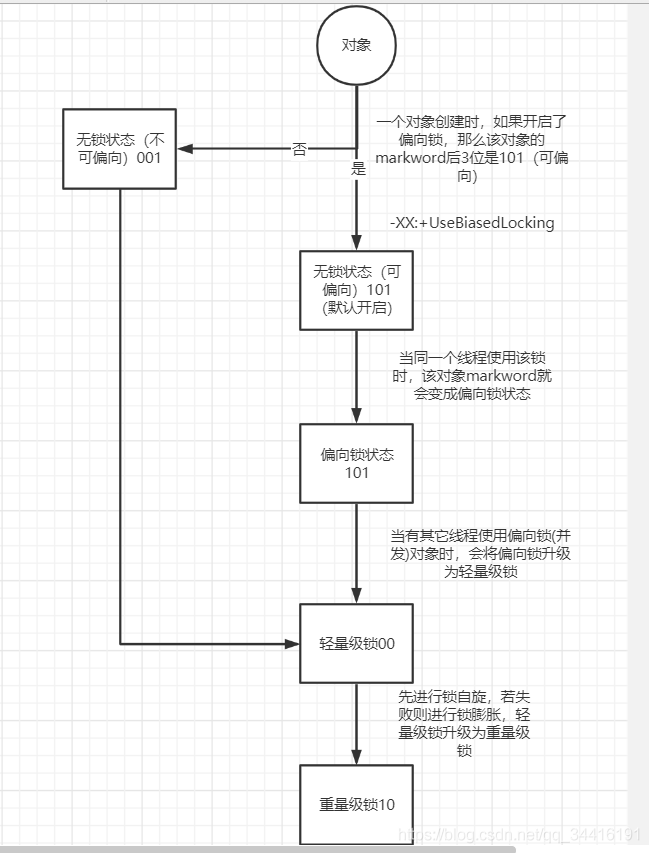 对象
一个对象创建时，如果开启了
偏向锁，那么该对象的
markword后3位是101（可偏
向）
无锁状态（不
可偏向）001
否
是
-XX:+UseBiasedLocking
无锁状态（可
偏向）101
(默认开启)
当同一个线程使用该锁
时，该对象markword就
会变成偏向锁状态
偏向锁状态
101
当有其它线程使用偏向锁(并
发)对象时，会将偏向锁升级
为轻量级锁
轻量级锁00
先进行锁自旋，若失
败则进行锁膨胀，轻
量级锁升级为重量级
锁
重量级锁10
https://blog.csdn.net/qq_34416191